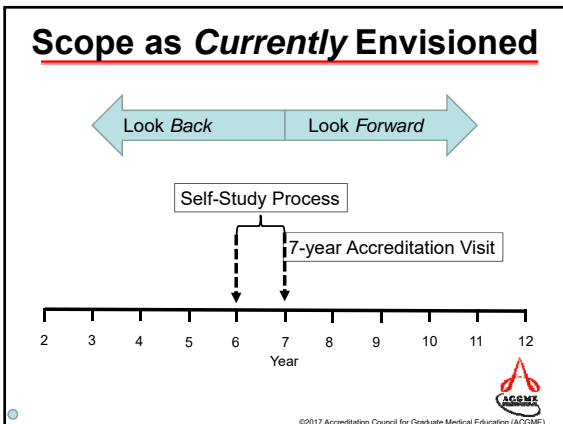 Scope as Currently Envisioned
Look Back Look Forward
Self-Study Process
7-year Accreditation Visit
2 3 4 5 6 7 8 9 10 11 12
Year
ACGME
©2017 Accreditation Council for Graduate Medical Education (ACGME)